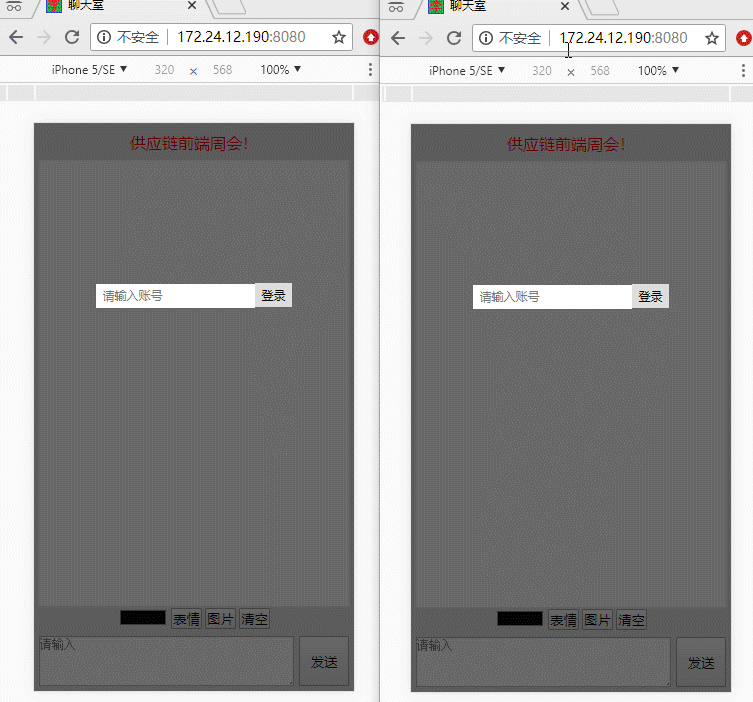 聊天室
不安全 172.24.12.190:8080
iPhone 5/SE 320 × 568 100%
供应链前端周会!
请输入账号 登录
表情 图片 清空
请输入
发送
聊天室
不安全 172.24.12.190:8080
iPhone 5/SE 320 × 568 100%
供应链前端周会!
请输入账号 登录
表情 图片 清空
请输入
发送